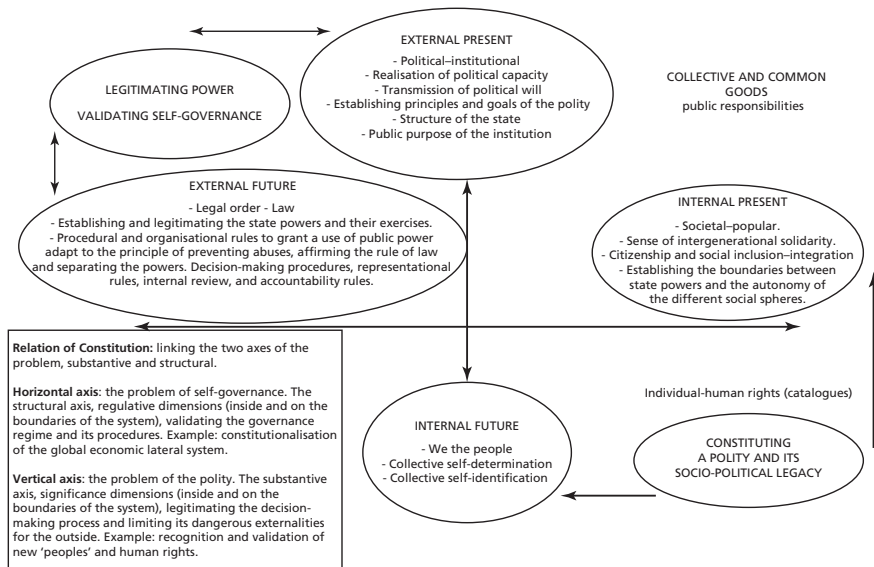 EXTERNAL PRESENT
- Political–institutional
- Realisation of political capacity
- Transmission of political will
- Establishing principles and goals of the polity
- Structure of the state
- Public purpose of the institution
LEGITIMATING POWER
VALIDATING SELF-GOVERNANCE
COLLECTIVE AND COMMON
GOODS
public responsibilities
EXTERNAL FUTURE
- Legal order - Law
- Establishing and legitimating the state powers and their exercises.
- Procedural and organisational rules to grant a use of public power
adapt to the principle of preventing abuses, affirming the rule of law
and separating the powers. Decision-making procedures, representational
rules, internal review, and accountability rules.
INTERNAL PRESENT
- Societal–popular.
- Sense of intergenerational solidarity.
- Citizenship and social inclusion–integration
- Establishing the boundaries between
state powers and the autonomy of
the different social spheres.
Relation of Constitution: linking the two axes of the
problem, substantive and structural.
Horizontal axis: the problem of self-governance. The
structural axis, regulative dimensions (inside and on the
boundaries of the system), validating the governance
regime and its procedures. Example: constitutionalisation
of the global economic lateral system.
Vertical axis: the problem of the polity. The substantive
axis, significance dimensions (inside and on the
boundaries of the system), legitimating the decision-
making process and limiting its dangerous externalities
for the outside. Example: recognition and validation of
new ‘peoples’ and human rights.
INTERNAL FUTURE
- We the people
- Collective self-determination
- Collective self-identification
Individual-human rights (catalogues)
CONSTITUTING
A POLITY AND ITS
SOCIO-POLITICAL LEGACY